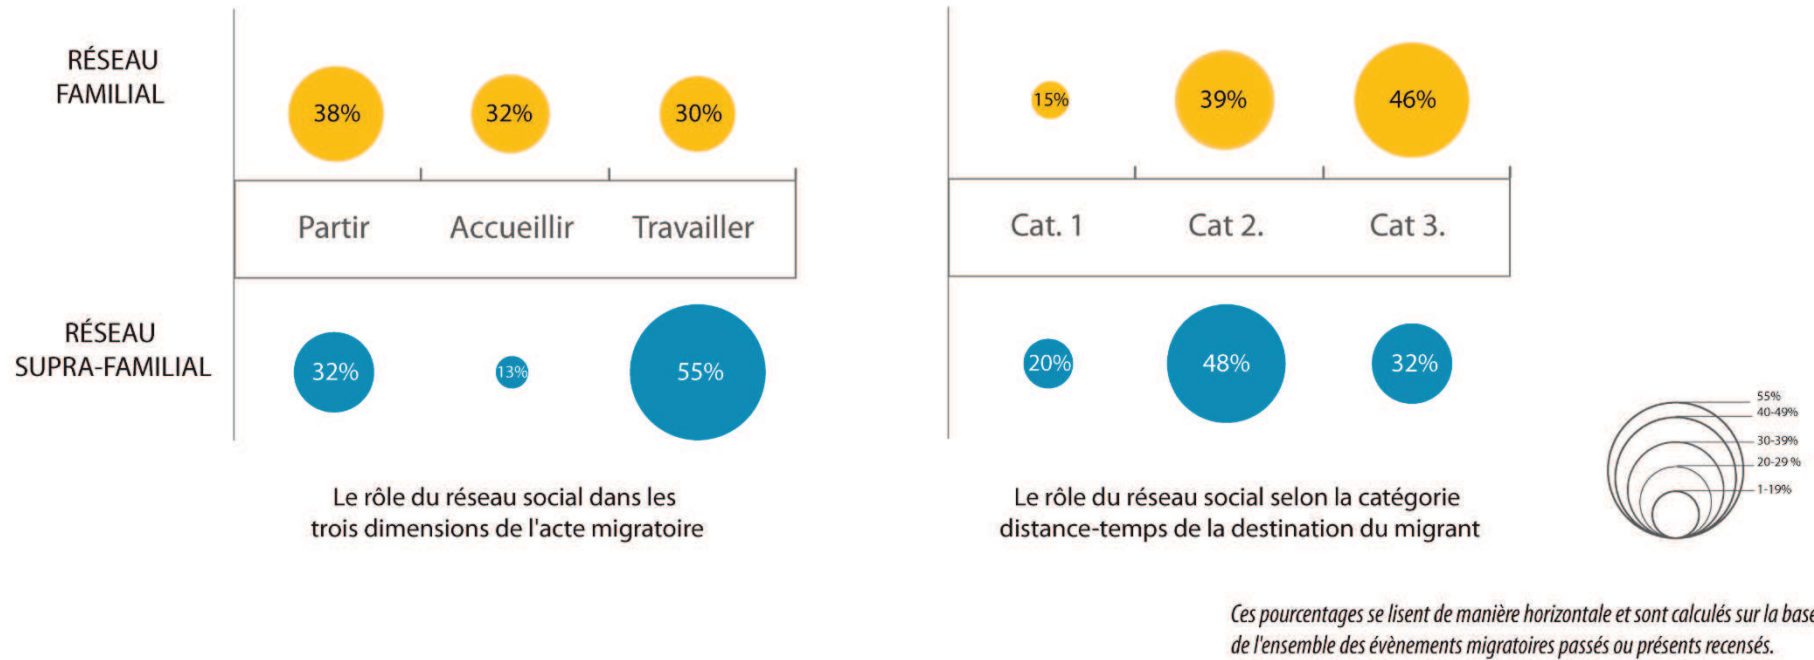 RÉSEAU
FAMILIAL
38%
32%
30%
15%
39%
46%
Partir
Accueillir
Travailler
Cat. 1
Cat 2.
Cat 3.
RÉSEAU
SUPRA-FAMILIAL
32%
13%
55%
20%
48%
32%
55%
40-49%
30-39%
20-29 %
1-19%
Le rôle du réseau social dans les
trois dimensions de l'acte migratoire
Le rôle du réseau social selon la catégorie
distance-temps de la destination du migrant
Ces pourcentages se lisent de manière horizontale et sont calculés sur la base
de l'ensemble des évènements migratoires passés ou présents recensés.